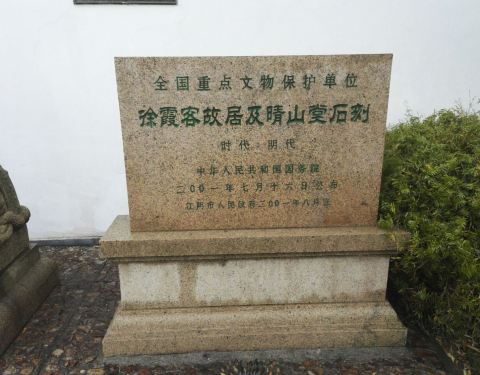 全国重点文物保护单位
徐霞客故居及晴山堂石刻
时代：明代
中华人民共和国国务院
二〇〇一年七月十六日公布
江阴市人民政府二〇〇一年八月立